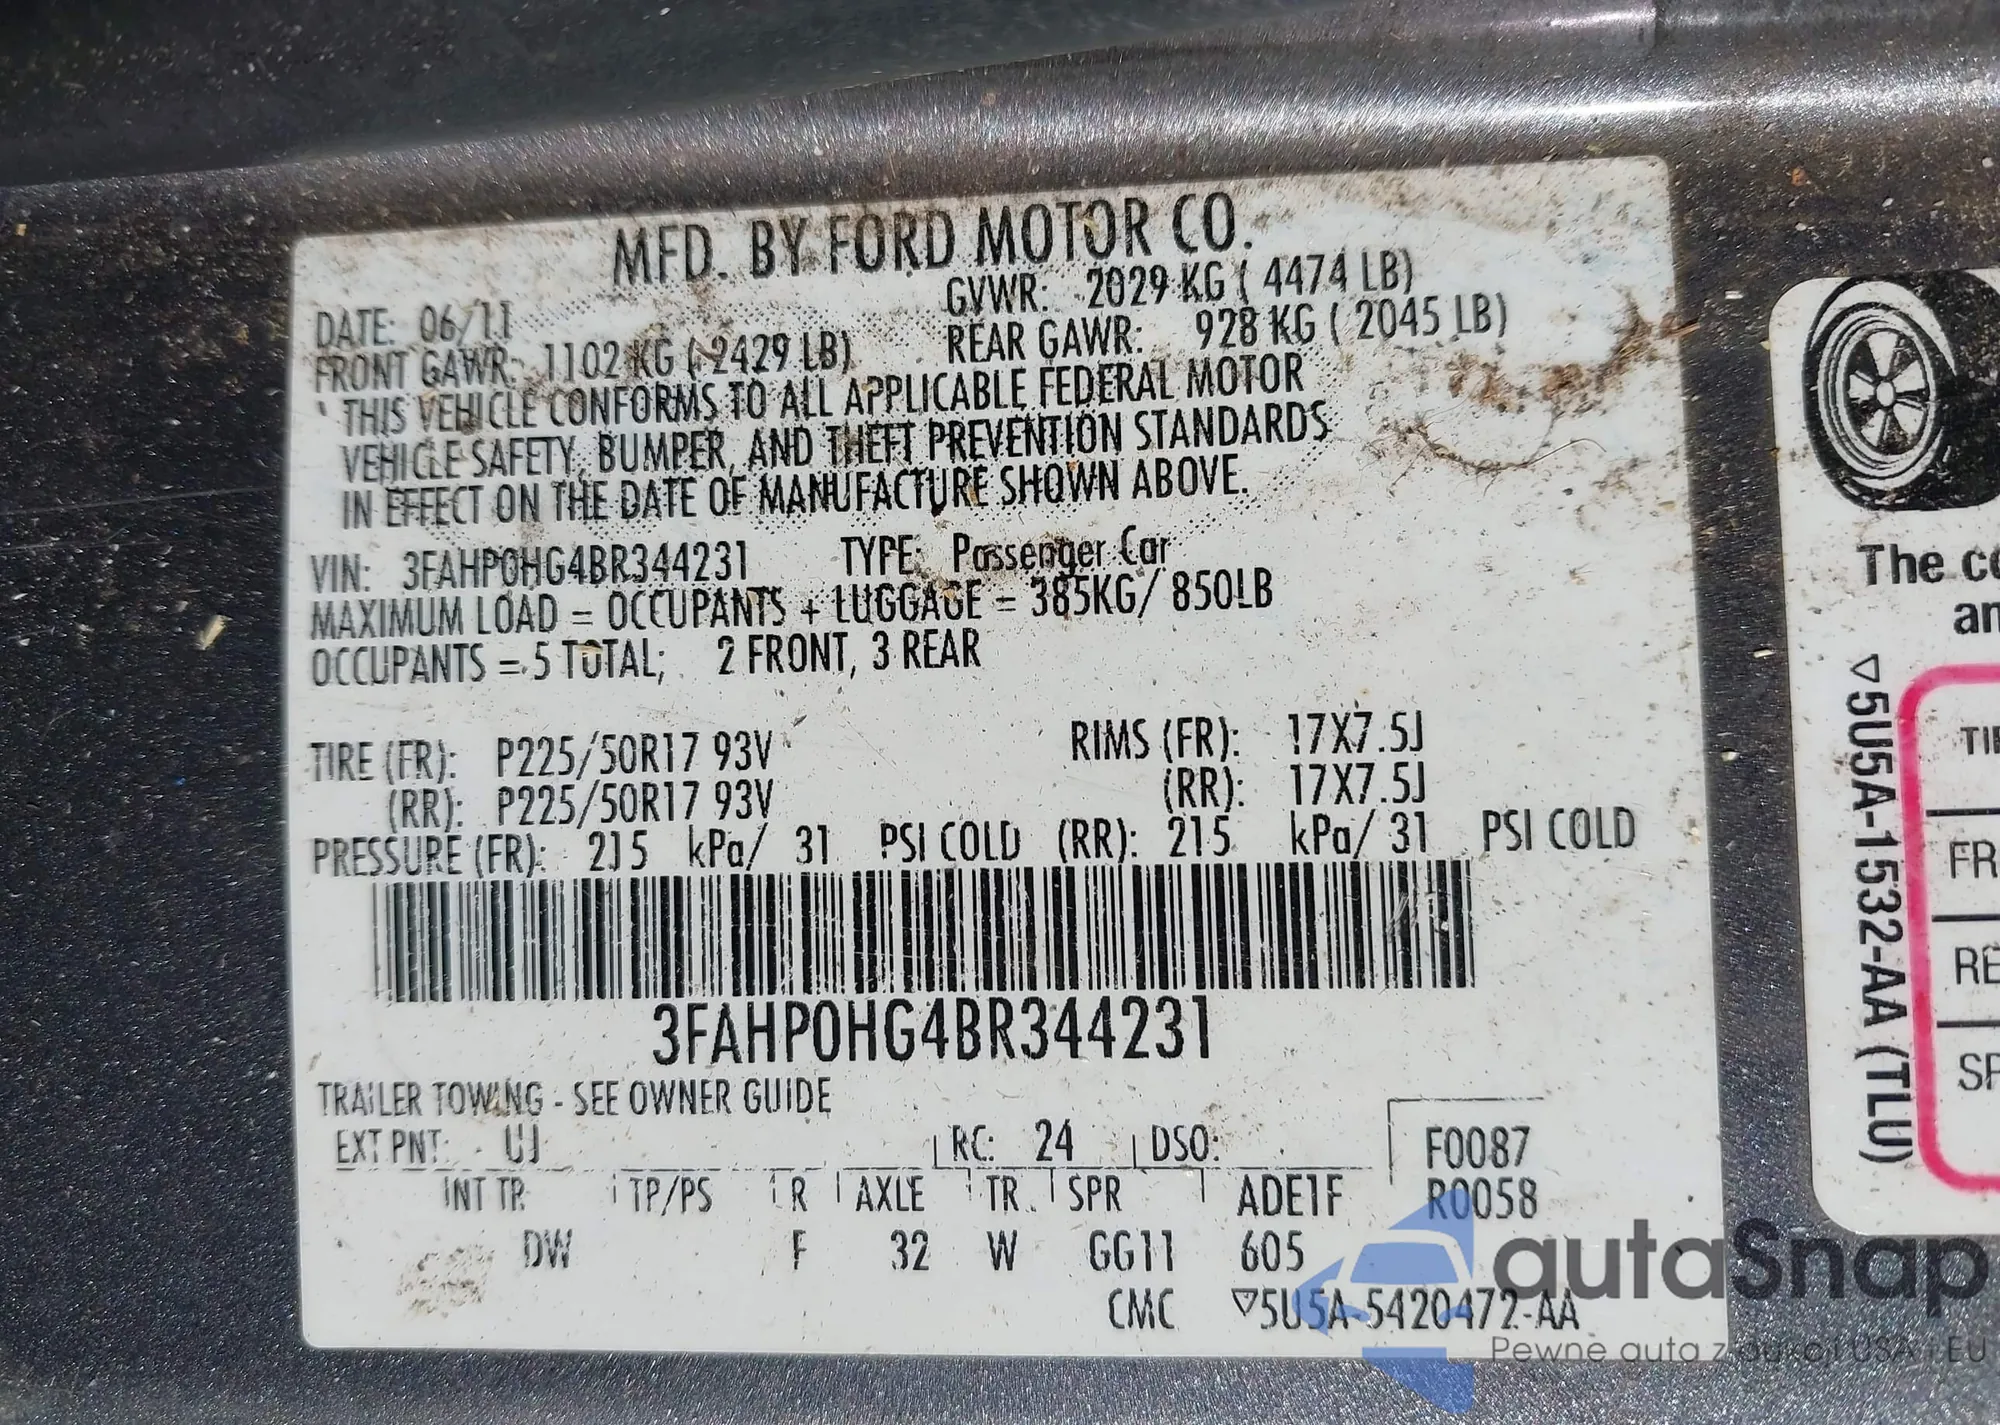 MFD. BY FORD MOTOR CO.
DATE: 06/11
GVWR: 2029 KG ( 4474 LB)
FRONT GAWR: 1102 KG ( 2429 LB)
REAR GAWR: 928 KG ( 2045 LB)
THIS VEHICLE CONFORMS TO ALL APPLICABLE FEDERAL MOTOR
VEHICLE SAFETY, BUMPER, AND THEFT PREVENTION STANDARDS
IN EFFECT ON THE DATE OF MANUFACTURE SHOWN ABOVE.
VIN: 3FAHP0HG4BR344231 TYPE: Passenger Car
MAXIMUM LOAD = OCCUPANTS + LUGGAGE = 385KG/ 850LB
OCCUPANTS = 5 TOTAL; 2 FRONT, 3 REAR
TIRE (FR): P225/50R17 93V RIMS (FR): 17X7.5J
(RR): P225/50R17 93V (RR): 17X7.5J
PRESSURE (FR): 215 kPa/ 31 PSI COLD (RR): 215 kPa/ 31 PSI COLD
3FAHP0HG4BR344231
TRAILER TOWING - SEE OWNER GUIDE
EXT PNT: UJ RC: 24 DSO: F0087
INT TR TP/PS R AXLE TR SPR ADE1F R0058
DW F 32 W GG11 605
CMC ▽5U5A-5420472-AA
The co
an
▽5U5A-1532-AA (TLU)
TIR
FR
RE
SP
autaSnap
Pewne auta z aukcji USA i EU